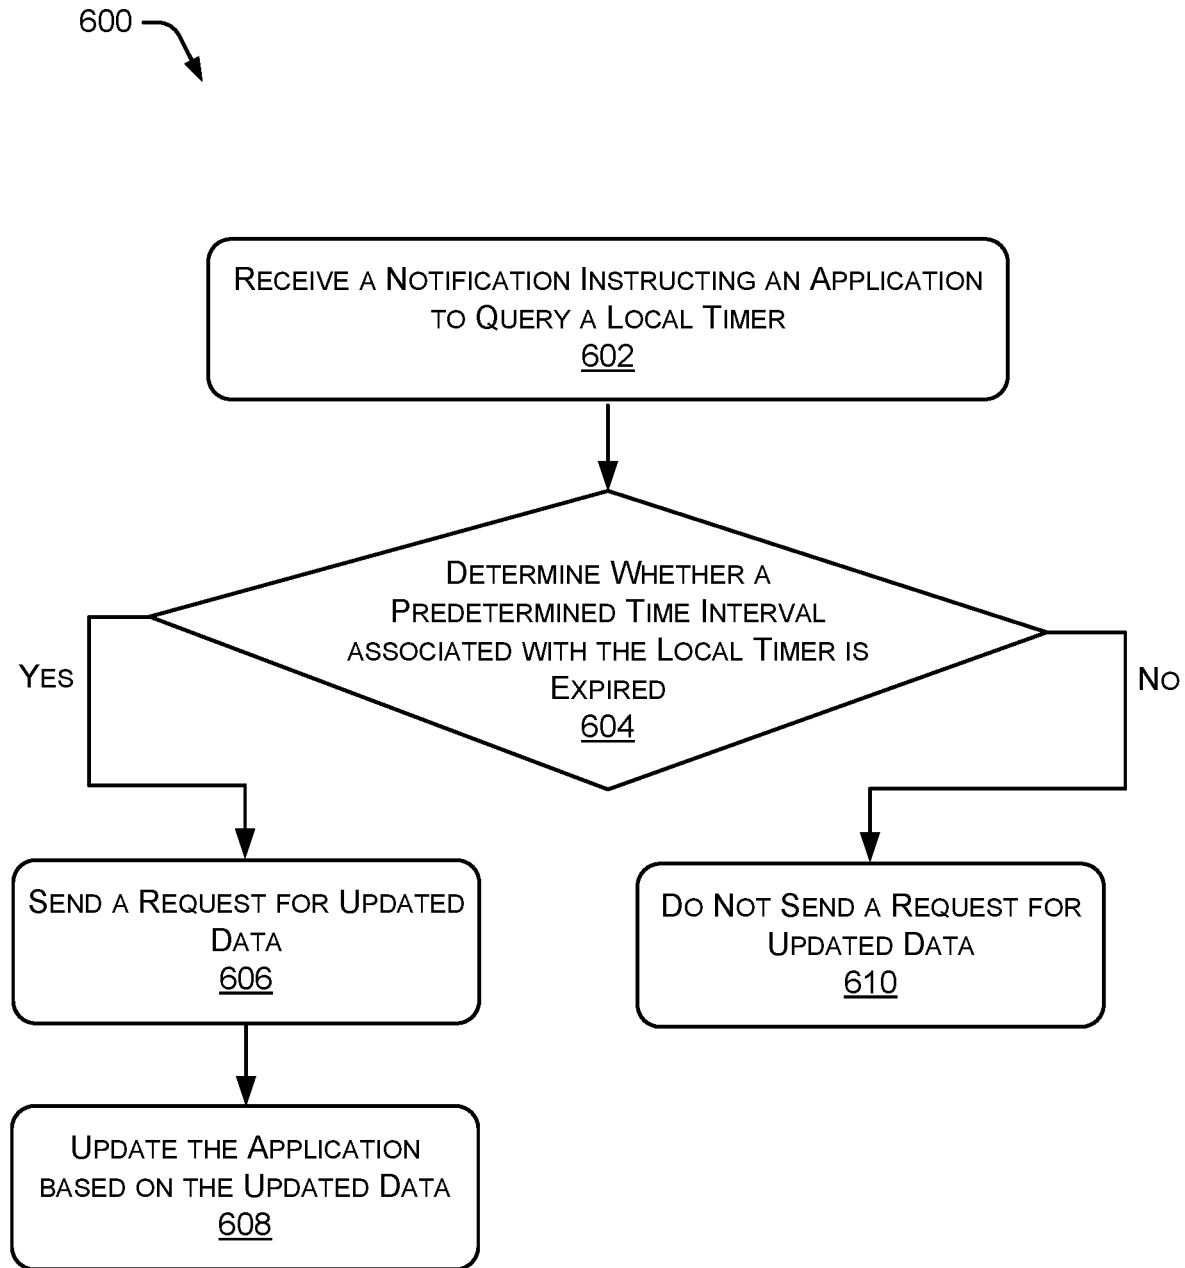 600
Receive a Notification Instructing an Application
to Query a Local Timer
602
Determine Whether a
Predetermined Time Interval
associated with the Local Timer is
Expired
604
Yes
No
Send a Request for Updated
Data
606
Do Not Send a Request for
Updated Data
610
Update the Application
based on the Updated Data
608